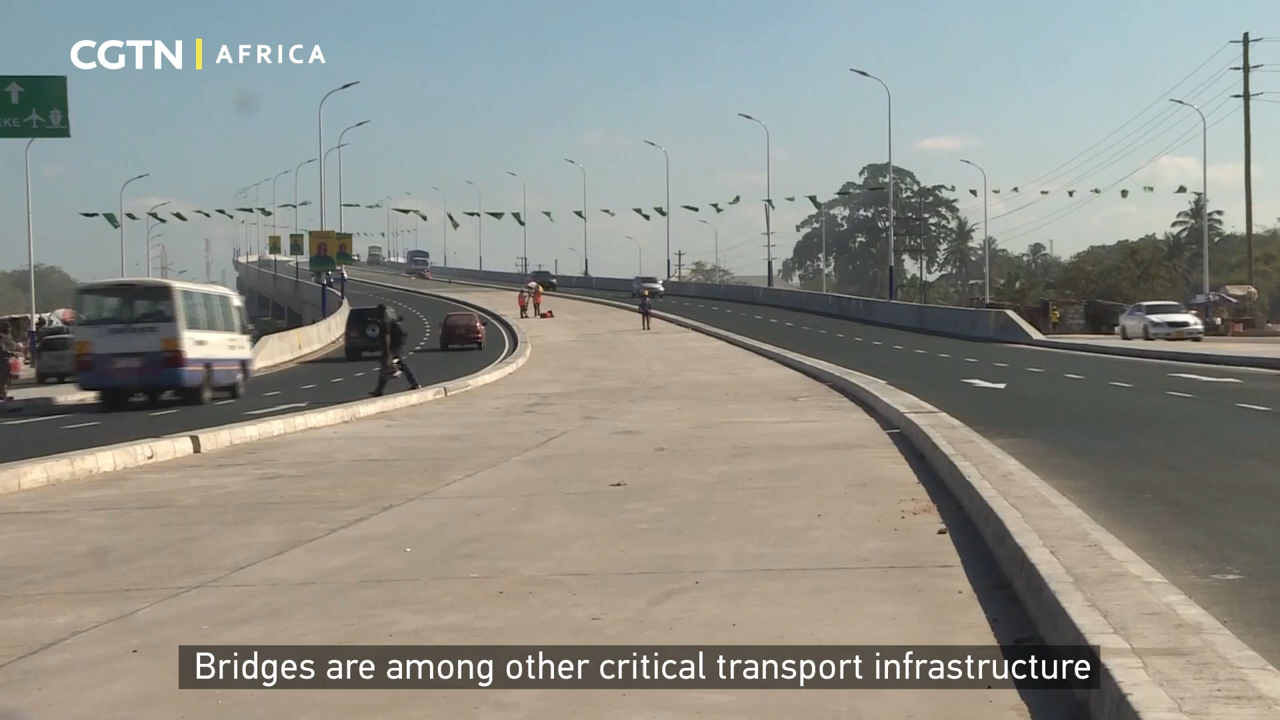 CGTN AFRICA
EKE
Bridges are among other critical transport infrastructure